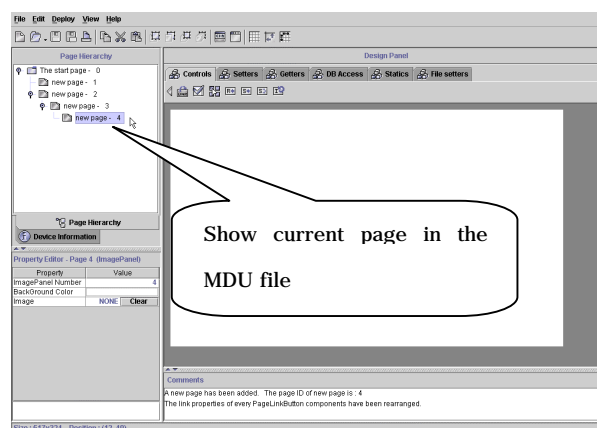 File Edit Deploy View Help
Page Hierarchy
Design Panel
The start page - 0
new page - 1
new page - 2
new page - 3
new page - 4
Controls Setters Getters DB Access Statics File setters
Show current page in the
MDU file
Page Hierarchy
Device Information
Property Editor - Page 4 (ImagePanel)
Property Value
ImagePanel Number 4
BackGround Color
Image NONE Clear
Comments
A new page has been added. The page ID of new page is : 4
The link properties of every PageLinkButton components have been rearranged.